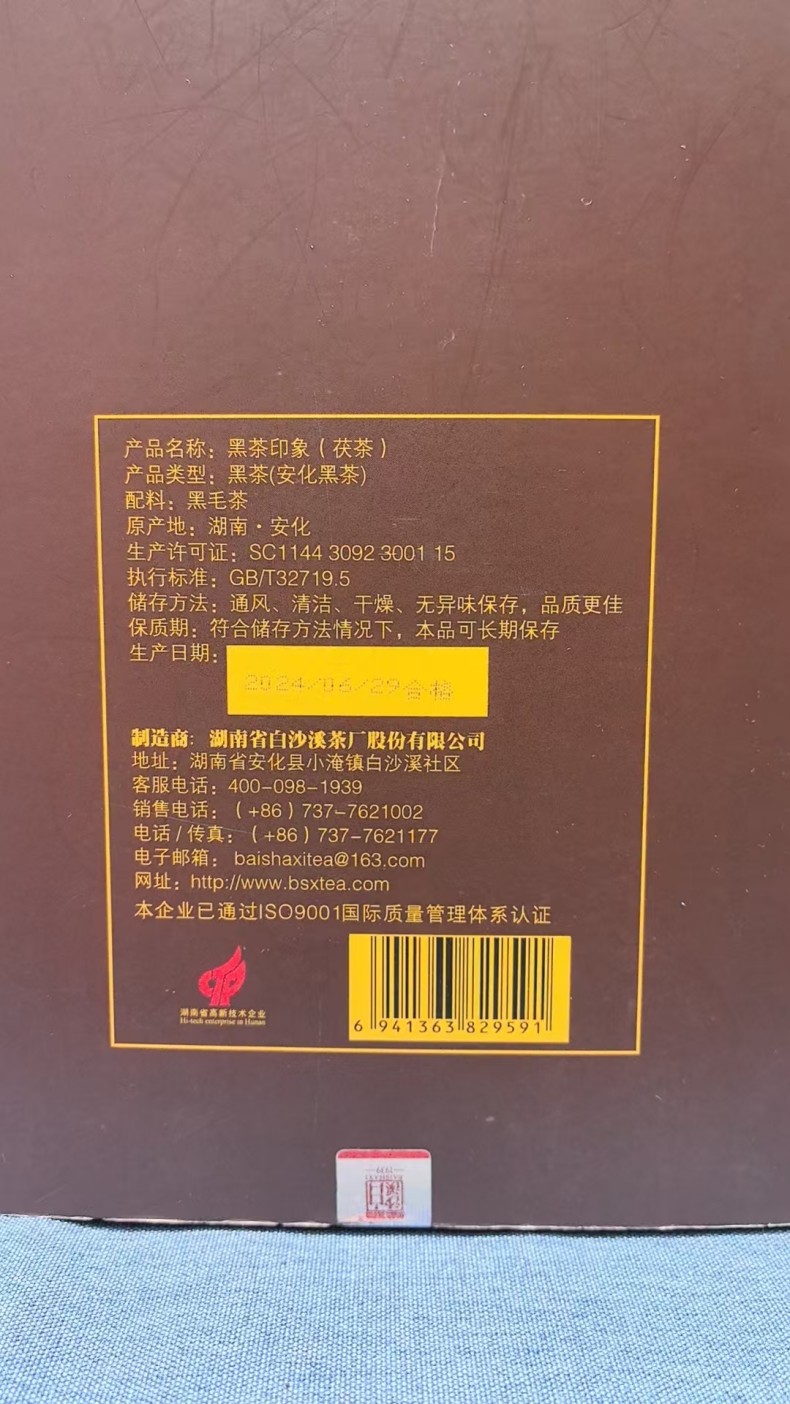 产品名称：黑茶印象（茯茶）
产品类型：黑茶(安化黑茶)
配料：黑毛茶
原产地：湖南·安化
生产许可证：SC1144 3092 3001 15
执行标准：GB/T32719.5
储存方法：通风、清洁、干燥、无异味保存，品质更佳
保质期：符合储存方法情况下，本品可长期保存
生产日期：2024/06/29合格
制造商：湖南省白沙溪茶厂股份有限公司
地址：湖南省安化县小淹镇白沙溪社区
客服电话：400-098-1939
销售电话：（+86）737-7621002
电话/传真：（+86）737-7621177
电子邮箱：baishaxitea@163.com
网址：http://www.bsxtea.com
本企业已通过ISO9001国际质量管理体系认证
湖南省高新技术企业
Hi-tech enterprise in Hunan
6 941363 829591
白沙溪